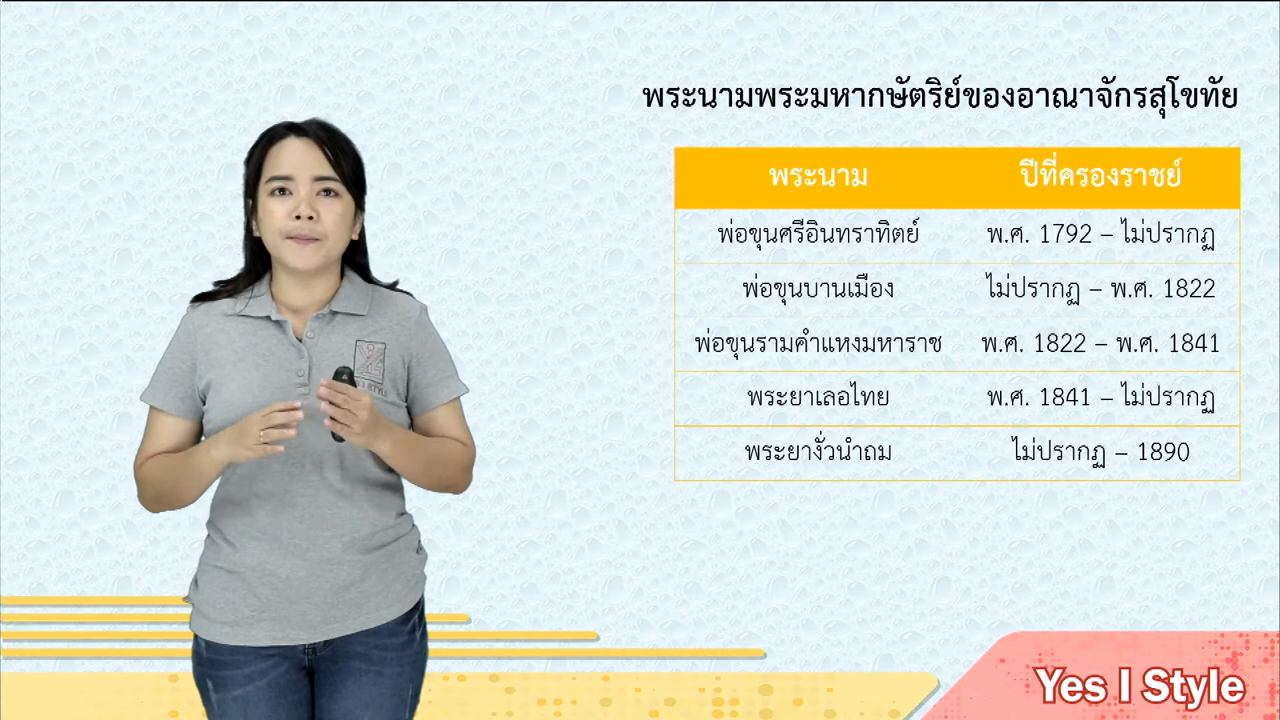 พระนามพระมหากษัตริย์ของอาณาจักรสุโขทัย
พระนาม ปีที่ครองราชย์
พ่อขุนศรีอินทราทิตย์ พ.ศ. 1792 – ไม่ปรากฏ
พ่อขุนบานเมือง ไม่ปรากฏ – พ.ศ. 1822
พ่อขุนรามคำแหงมหาราช พ.ศ. 1822 – พ.ศ. 1841
พระยาเลอไทย พ.ศ. 1841 – ไม่ปรากฏ
พระยางั่วนำถม ไม่ปรากฏ – 1890
Yes I Style